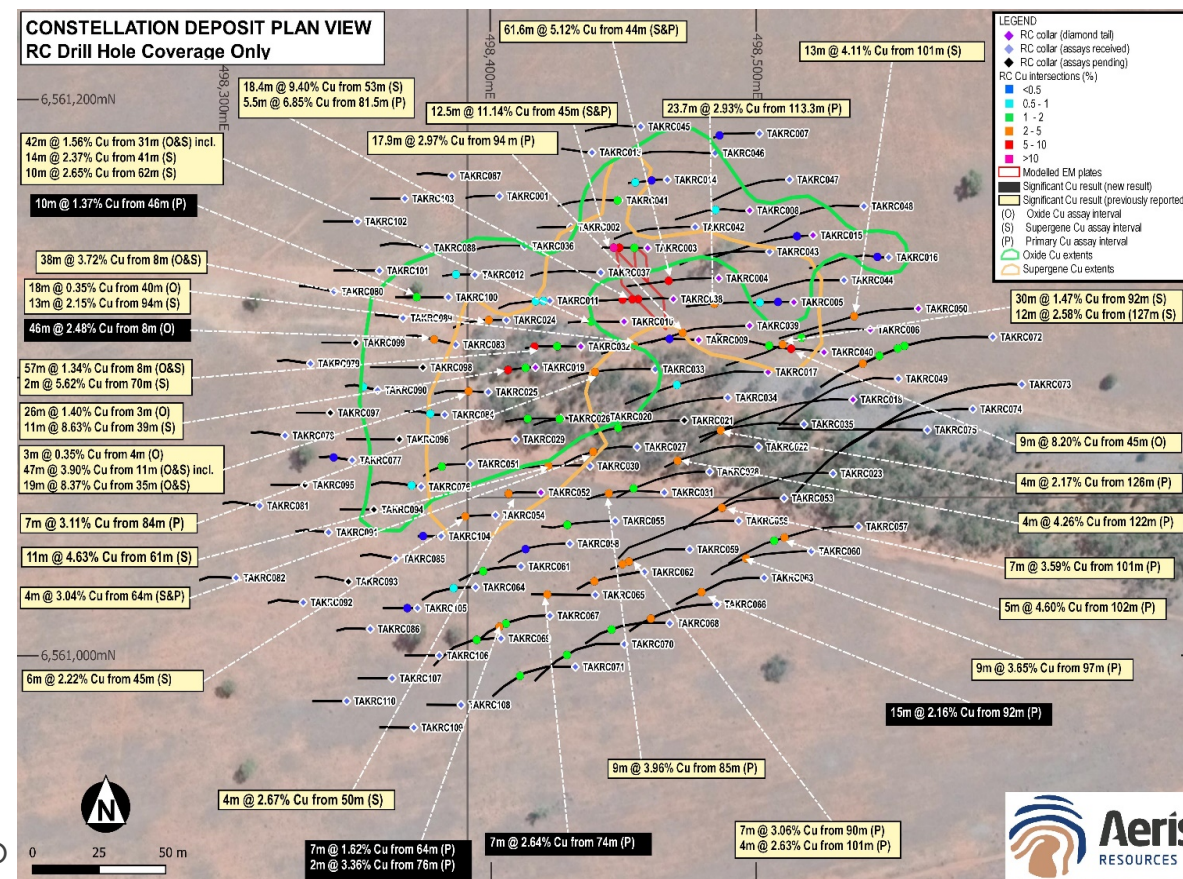 CONSTELLATION DEPOSIT PLAN VIEW
RC Drill Hole Coverage Only
61.6m @ 5.12% Cu from 44m (S&P)
13m @ 4.11% Cu from 101m (S)
LEGEND
RC collar (diamond tail)
RC collar (assays received)
RC collar (assays pending)
RC Cu intersections (%)
<0.5
0.5 - 1
1 - 2
2 - 5
5 - 10
>10
Modelled EM plates
Significant Cu result (new result)
Significant Cu result (previously reported
(O) Oxide Cu assay interval
(S) Supergene Cu assay interval
(P) Primary Cu assay interval
Oxide Cu extents
Supergene Cu extents
498,300mE
498,400mE
498,500mE
6,561,200mN
6,561,000mN
18.4m @ 9.40% Cu from 53m (S)
5.5m @ 6.85% Cu from 81.5m (P)
12.5m @ 11.14% Cu from 45m (S&P)
23.7m @ 2.93% Cu from 113.3m (P)
17.9m @ 2.97% Cu from 94 m (P)
42m @ 1.56% Cu from 31m (O&S) incl.
14m @ 2.37% Cu from 41m (S)
10m @ 2.65% Cu from 62m (S)
10m @ 1.37% Cu from 46m (P)
38m @ 3.72% Cu from 8m (O&S)
18m @ 0.35% Cu from 40m (O)
13m @ 2.15% Cu from 94m (S)
46m @ 2.48% Cu from 8m (O)
57m @ 1.34% Cu from 8m (O&S)
2m @ 5.62% Cu from 70m (S)
26m @ 1.40% Cu from 3m (O)
11m @ 8.63% Cu from 39m (S)
3m @ 0.35% Cu from 4m (O)
47m @ 3.90% Cu from 11m (O&S) incl.
19m @ 8.37% Cu from 35m (O&S)
7m @ 3.11% Cu from 84m (P)
11m @ 4.63% Cu from 61m (S)
4m @ 3.04% Cu from 64m (S&P)
6m @ 2.22% Cu from 45m (S)
4m @ 2.67% Cu from 50m (S)
7m @ 1.62% Cu from 64m (P)
2m @ 3.36% Cu from 76m (P)
7m @ 2.64% Cu from 74m (P)
9m @ 3.96% Cu from 85m (P)
7m @ 3.06% Cu from 90m (P)
4m @ 2.63% Cu from 101m (P)
15m @ 2.16% Cu from 92m (P)
9m @ 3.65% Cu from 97m (P)
5m @ 4.60% Cu from 102m (P)
7m @ 3.59% Cu from 101m (P)
4m @ 4.26% Cu from 122m (P)
4m @ 2.17% Cu from 126m (P)
9m @ 8.20% Cu from 45m (O)
30m @ 1.47% Cu from 92m (S)
12m @ 2.58% Cu (127m (S)
TAKRC045
TAKRC007
TAKRC013
TAKRC046
TAKRC087
TAKRC014
TAKRC047
TAKRC103
TAKRC001
TAKRC041
TAKRC008
TAKRC048
TAKRC102
TAKRC002
TAKRC042
TAKRC015
TAKRC088
TAKRC036
TAKRC003
TAKRC043
TAKRC016
TAKRC101
TAKRC012
TAKRC037
TAKRC004
TAKRC044
TAKRC080
TAKRC100
TAKRC011
TAKRC038
TAKRC005
TAKRC050
TAKRC089
TAKRC024
TAKRC010
TAKRC039
TAKRC006
TAKRC072
TAKRC099
TAKRC083
TAKRC032
TAKRC009
TAKRC040
TAKRC079
TAKRC098
TAKRC019
TAKRC033
TAKRC017
TAKRC049
TAKRC073
TAKRC090
TAKRC025
TAKRC034
TAKRC018
TAKRC074
TAKRC097
TAKRC084
TAKRC026
TAKRC020
TAKRC021
TAKRC035
TAKRC075
TAKRC078
TAKRC096
TAKRC029
TAKRC027
TAKRC022
TAKRC077
TAKRC051
TAKRC030
TAKRC028
TAKRC023
TAKRC095
TAKRC076
TAKRC052
TAKRC031
TAKRC053
TAKRC081
TAKRC094
TAKRC054
TAKRC055
TAKRC057
TAKRC091
TAKRC104
TAKRC058
TAKRC059
TAKRC060
TAKRC085
TAKRC061
TAKRC062
TAKRC063
TAKRC082
TAKRC093
TAKRC064
TAKRC065
TAKRC066
TAKRC092
TAKRC105
TAKRC067
TAKRC068
TAKRC086
TAKRC069
TAKRC070
TAKRC106
TAKRC071
TAKRC107
TAKRC110
TAKRC108
TAKRC109
N
0 25 50 m
Aeris
RESOURCES